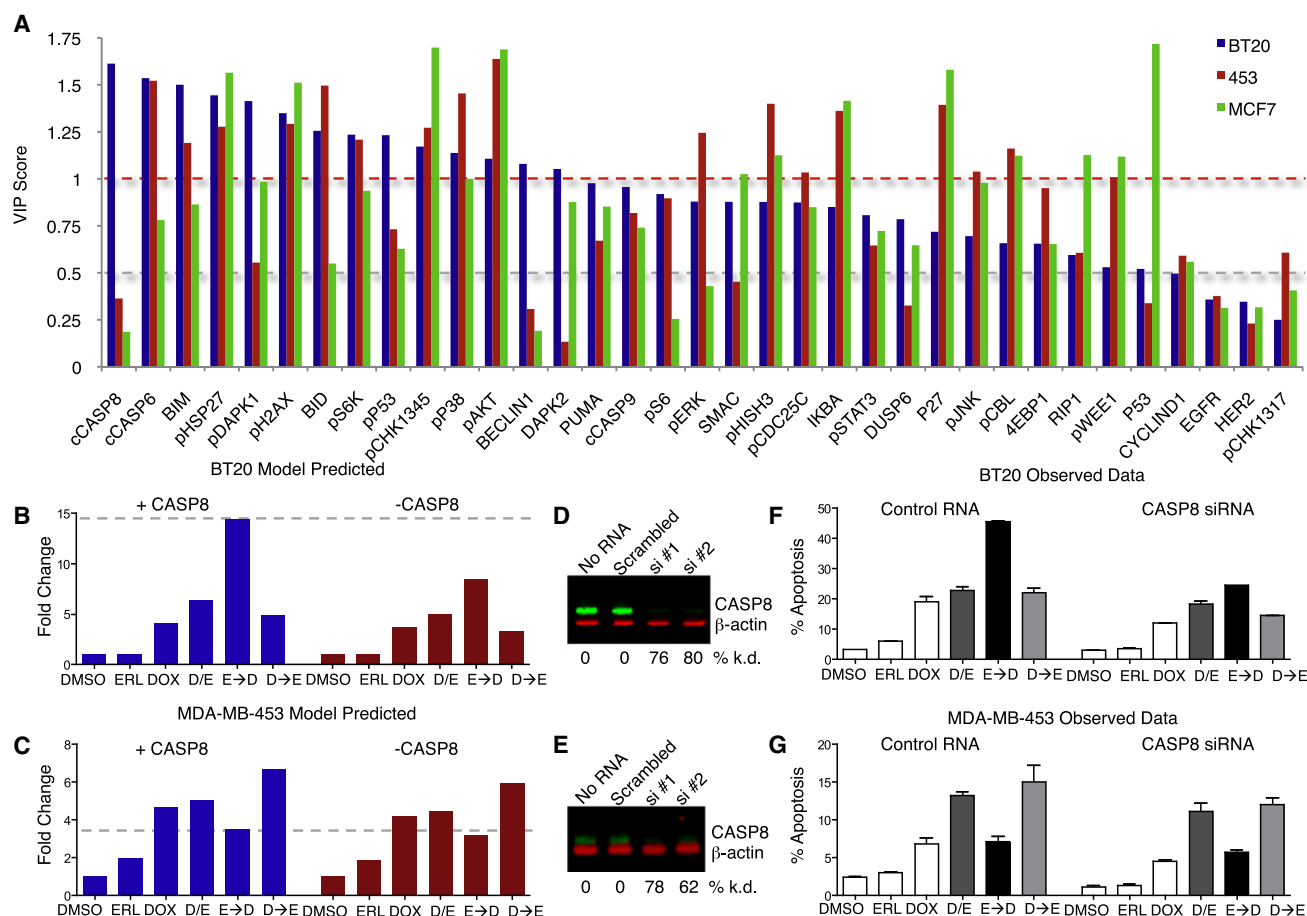 A
1.75
1.5
1.25
1
0.75
0.5
0.25
0
VIP Score
BT20
453
MCF7
cCASP8 cCASP6 BIM pHSP27 pDAPK1 pH2AX BID pS6K pP53 pCHK1345 pP38 pAKT BECLIN1 DAPK2 PUMA cCASP9 pS6 pERK SMAC pHISH3 pCDC25C IKBA pSTAT3 DUSP6 P27 pJNK pCBL 4EBP1 RIP1 pWEE1 P53 CYCLIND1 EGFR HER2 pCHK1317
BT20 Model Predicted
B
+ CASP8 -CASP8
15
10
5
0
Fold Change
DMSO ERL DOX D/E E→D D→E DMSO ERL DOX D/E E→D D→E
MDA-MB-453 Model Predicted
C
+ CASP8 -CASP8
8
6
4
2
0
Fold Change
DMSO ERL DOX D/E E→D D→E DMSO ERL DOX D/E E→D D→E
D
No RNA Scrambled si #1 si #2
CASP8
β-actin
0 0 76 80 % k.d.
E
No RNA Scrambled si #1 si #2
CASP8
β-actin
0 0 78 62 % k.d.
BT20 Observed Data
F
Control RNA CASP8 siRNA
50
40
30
20
10
0
% Apoptosis
DMSO ERL DOX D/E E→D D→E DMSO ERL DOX D/E E→D D→E
MDA-MB-453 Observed Data
G
Control RNA CASP8 siRNA
20
15
10
5
0
% Apoptosis
DMSO ERL DOX D/E E→D D→E DMSO ERL DOX D/E E→D D→E